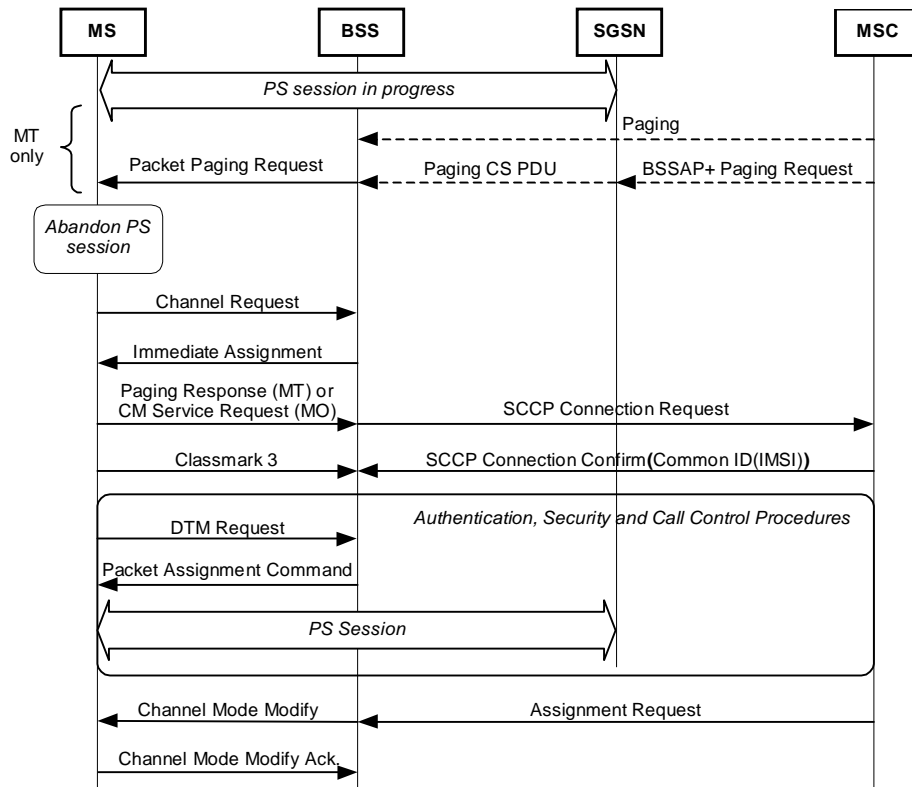 MS BSS SGSN MSC
PS session in progress
MT
only
Paging
Packet Paging Request Paging CS PDU BSSAP+ Paging Request
Abandon PS
session
Channel Request
Immediate Assignment
Paging Response (MT) or
CM Service Request (MO) SCCP Connection Request
Classmark 3 SCCP Connection Confirm(Common ID(IMSI))
Authentication, Security and Call Control Procedures
DTM Request
Packet Assignment Command
PS Session
Channel Mode Modify Assignment Request
Channel Mode Modify Ack.